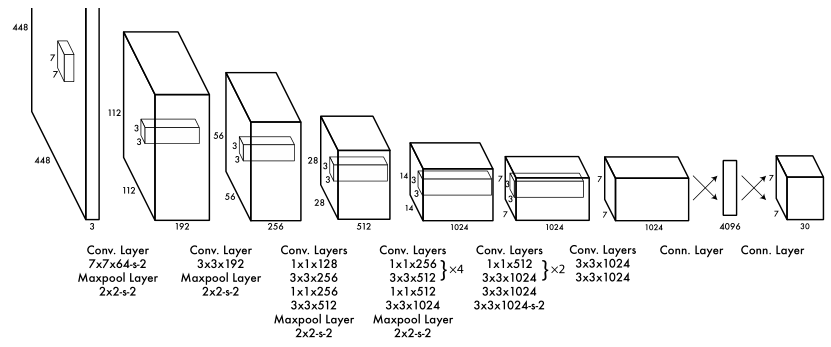 448
7
7
448
3
112
3
3
112
192
56
3
3
56
256
28
3
3
28
512
14
3
3
14
1024
7
3
3
7
1024
7
7
1024
4096
7
7
30
Conv. Layer
7x7x64-s-2
Maxpool Layer
2x2-s-2
Conv. Layer
3x3x192
Maxpool Layer
2x2-s-2
Conv. Layers
1x1x128
3x3x256
1x1x256
3x3x512
Maxpool Layer
2x2-s-2
Conv. Layers
1x1x256
3x3x512 } ×4
1x1x512
3x3x1024
Maxpool Layer
2x2-s-2
Conv. Layers
1x1x512
3x3x1024 } ×2
3x3x1024
3x3x1024-s-2
Conv. Layers
3x3x1024
3x3x1024
Conn. Layer
Conn. Layer